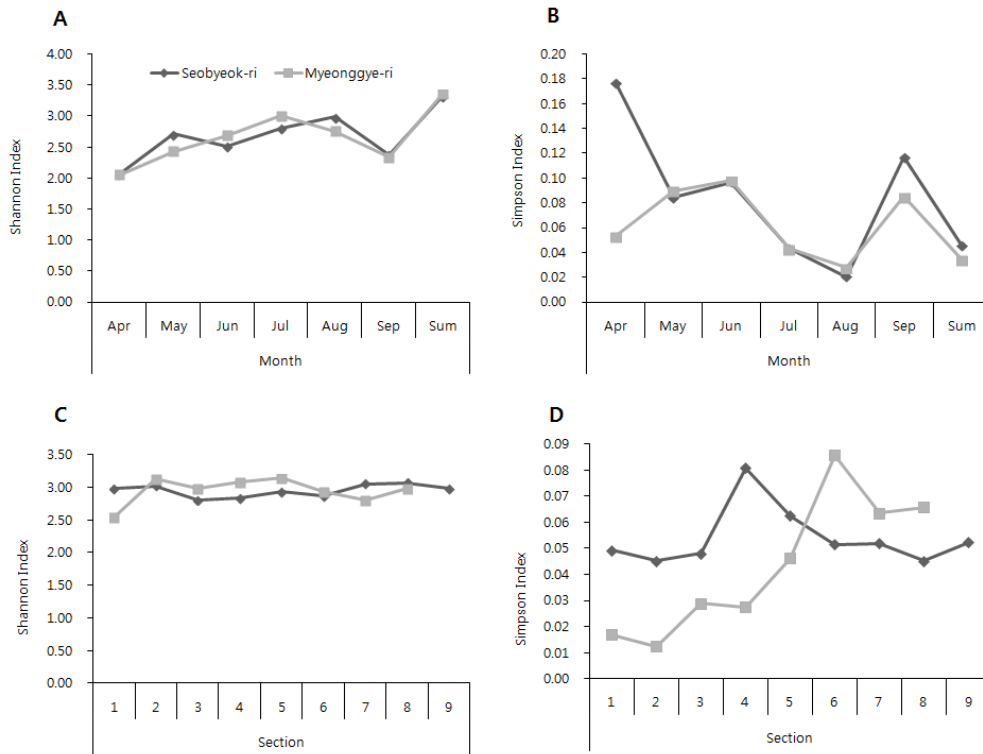 A
Shannon Index
4.00
3.50
3.00
2.50
2.00
1.50
1.00
0.50
0.00
Seobyeok-ri
Myeonggye-ri
Apr May Jun Jul Aug Sep Sum
Month
B
Simpson Index
0.20
0.18
0.16
0.14
0.12
0.10
0.08
0.06
0.04
0.02
0.00
Apr May Jun Jul Aug Sep Sum
Month
C
Shannon Index
3.50
3.00
2.50
2.00
1.50
1.00
0.50
0.00
1 2 3 4 5 6 7 8 9
Section
D
Simpson Index
0.09
0.08
0.07
0.06
0.05
0.04
0.03
0.02
0.01
0.00
1 2 3 4 5 6 7 8 9
Section